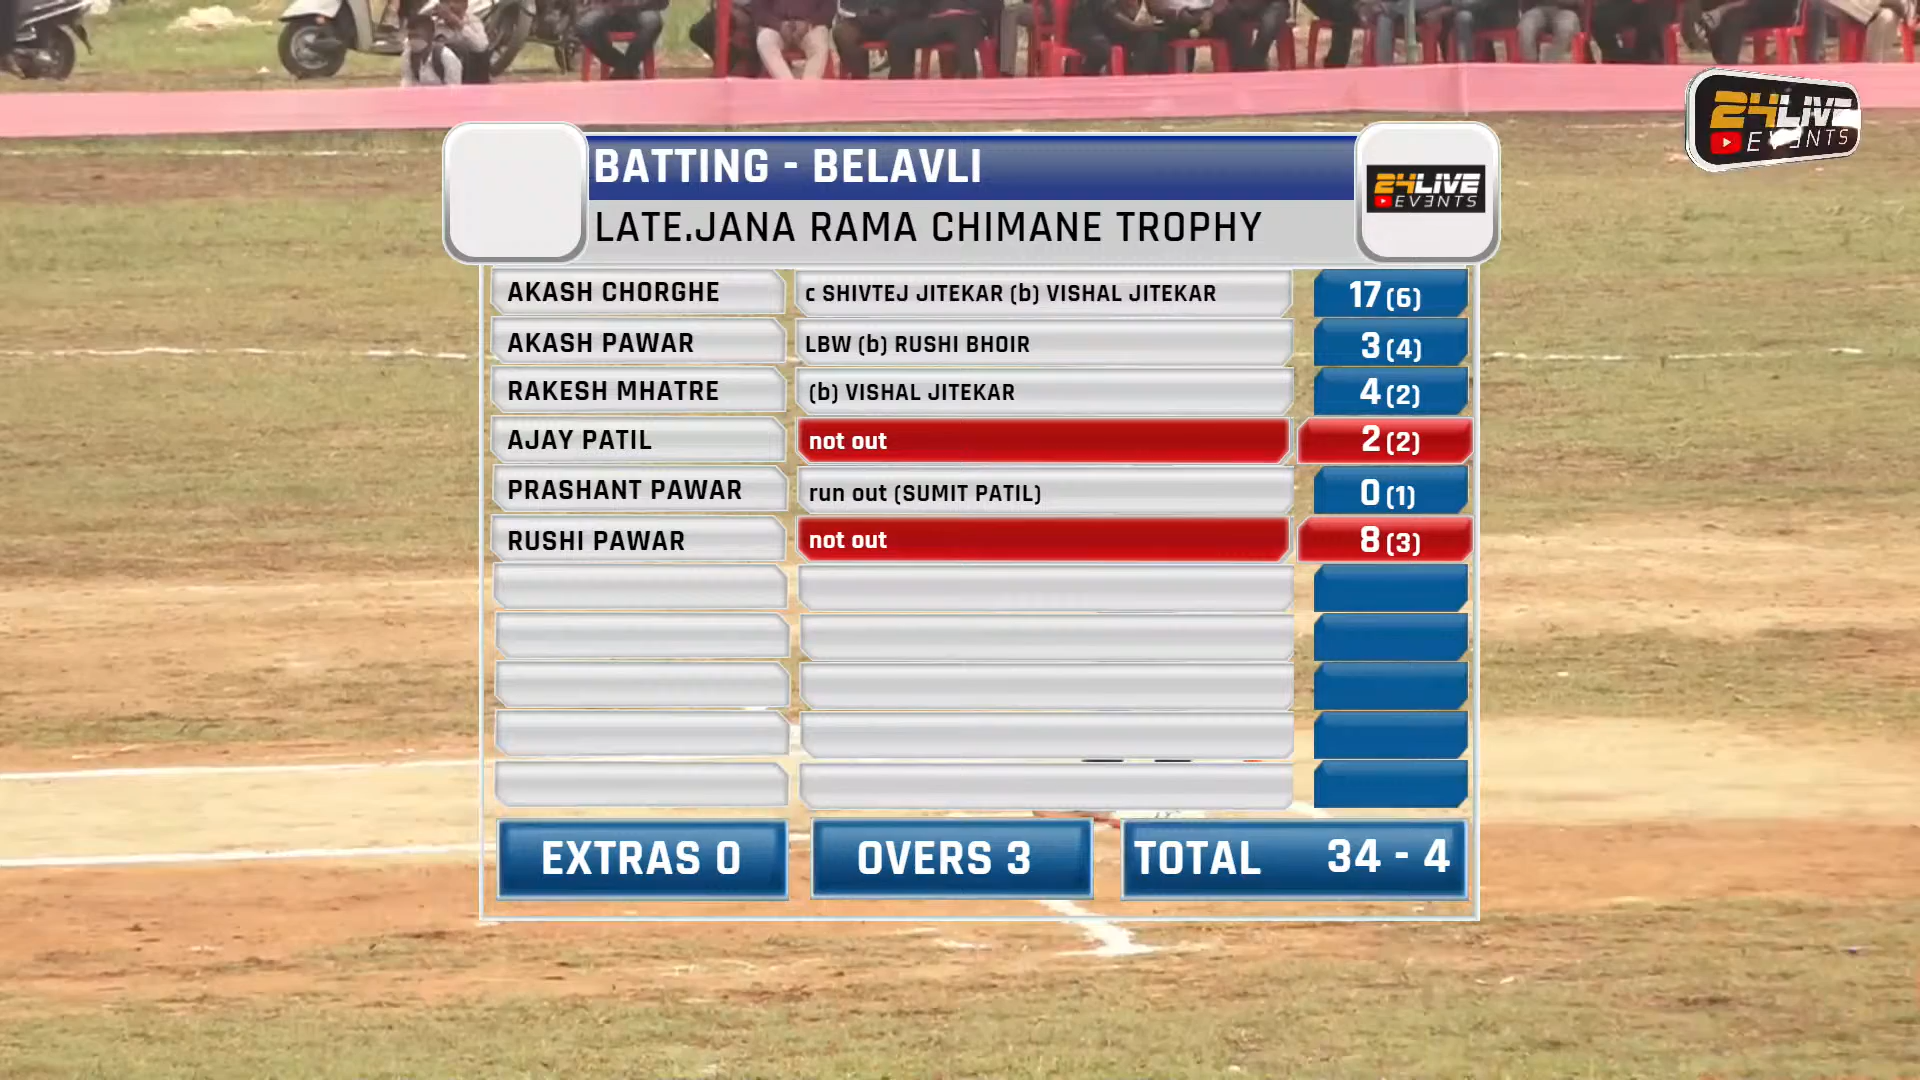 24LIVE
EVENTS
BATTING - BELAVLI
LATE.JANA RAMA CHIMANE TROPHY
24LIVE
EVENTS
AKASH CHORGHE c SHIVTEJ JITEKAR (b) VISHAL JITEKAR 17 (6)
AKASH PAWAR LBW (b) RUSHI BHOIR 3 (4)
RAKESH MHATRE (b) VISHAL JITEKAR 4 (2)
AJAY PATIL not out 2 (2)
PRASHANT PAWAR run out (SUMIT PATIL) 0 (1)
RUSHI PAWAR not out 8 (3)
EXTRAS 0 OVERS 3 TOTAL 34 - 4